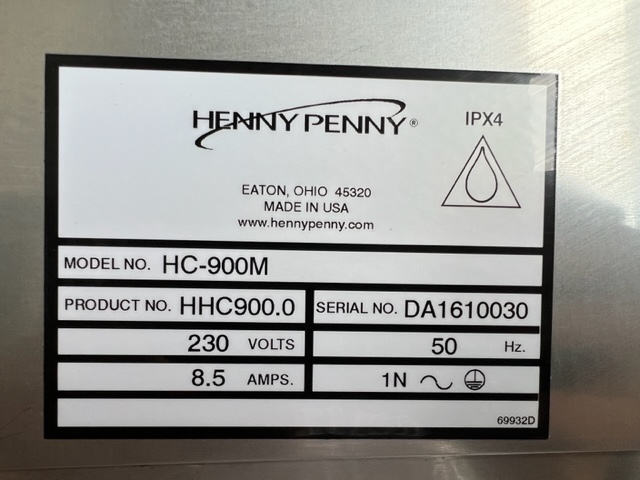 HENNY PENNY®
IPX4
EATON, OHIO 45320
MADE IN USA
www.hennypenny.com
MODEL NO. HC-900M
PRODUCT NO. HHC900.0
SERIAL NO. DA1610030
230 VOLTS
50 Hz.
8.5 AMPS.
1N
69932D